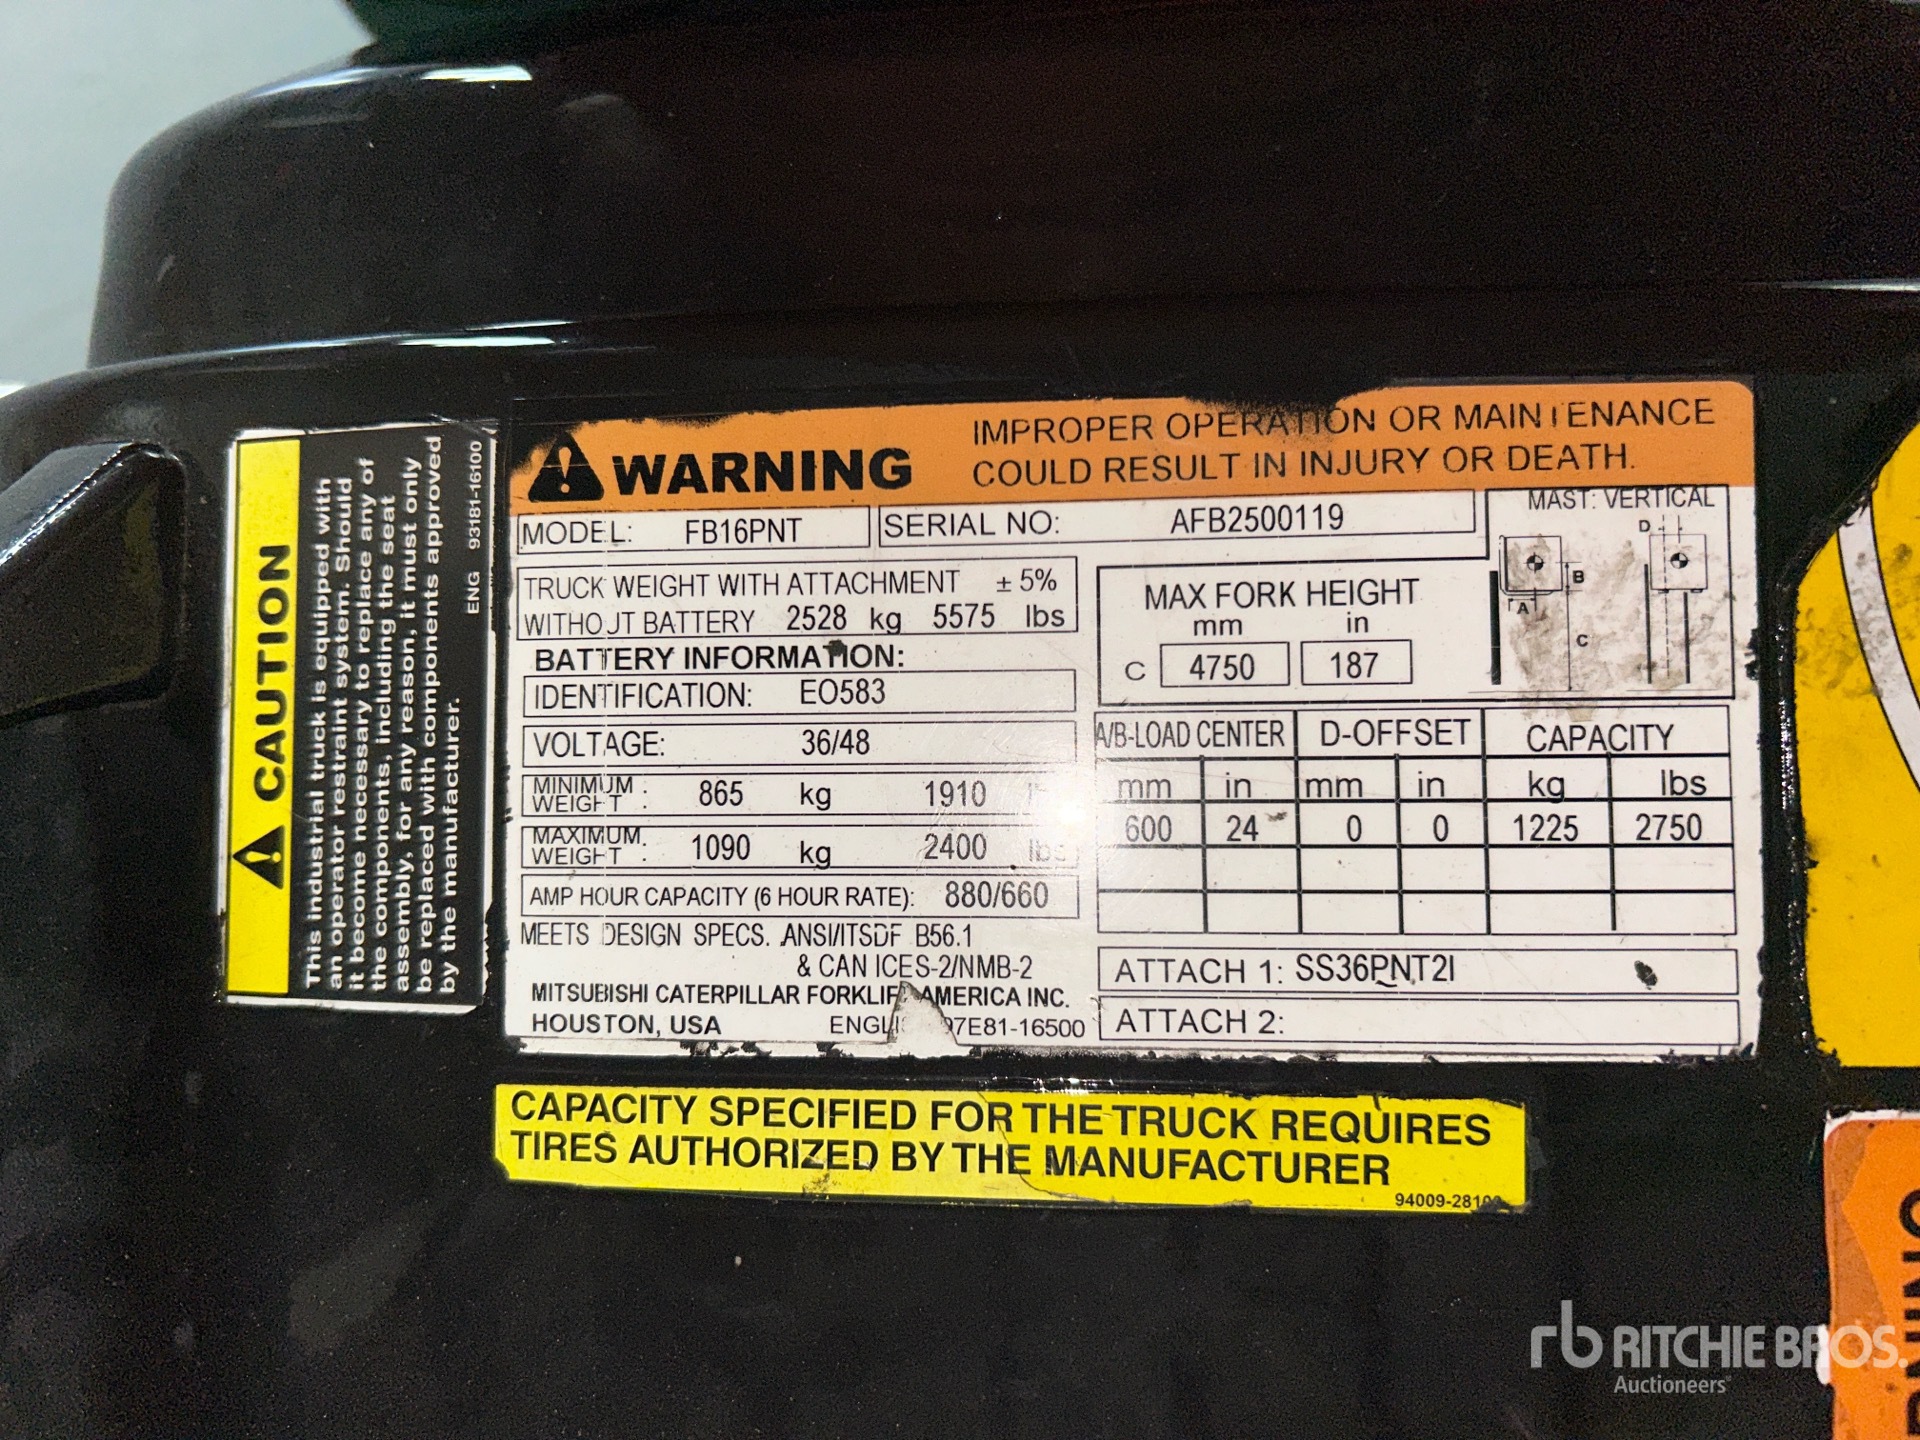 CAUTION
This industrial truck is equipped with
an operator restraint system. Should
it become necessary to replace any of
the components, including the seat
assembly, for any reason, it must only
be replaced with components approved
by the manufacturer.
ENG 93181-16100
WARNING
IMPROPER OPERATION OR MAINTENANCE
COULD RESULT IN INJURY OR DEATH.
MODEL: FB16PNT
SERIAL NO: AFB2500119
MAST: VERTICAL
D
B
A
C
TRUCK WEIGHT WITH ATTACHMENT ± 5%
WITHOUT BATTERY 2528 kg 5575 lbs
MAX FORK HEIGHT
mm in
C 4750 187
BATTERY INFORMATION:
IDENTIFICATION: EO583
VOLTAGE: 36/48
MINIMUM WEIGHT : 865 kg 1910
MAXIMUM WEIGHT : 1090 kg 2400 lbs
AMP HOUR CAPACITY (6 HOUR RATE): 880/660
A/B-LOAD CENTER D-OFFSET CAPACITY
mm in mm in kg lbs
600 24 0 0 1225 2750
MEETS DESIGN SPECS. ANSI/ITSDF B56.1
& CAN ICES-2/NMB-2
MITSUBISHI CATERPILLAR FORKLIFT AMERICA INC.
HOUSTON, USA 97E81-16500
ATTACH 1: SS36PNT2I
ATTACH 2:
CAPACITY SPECIFIED FOR THE TRUCK REQUIRES
TIRES AUTHORIZED BY THE MANUFACTURER
rb RITCHIE BROS.
Auctioneers